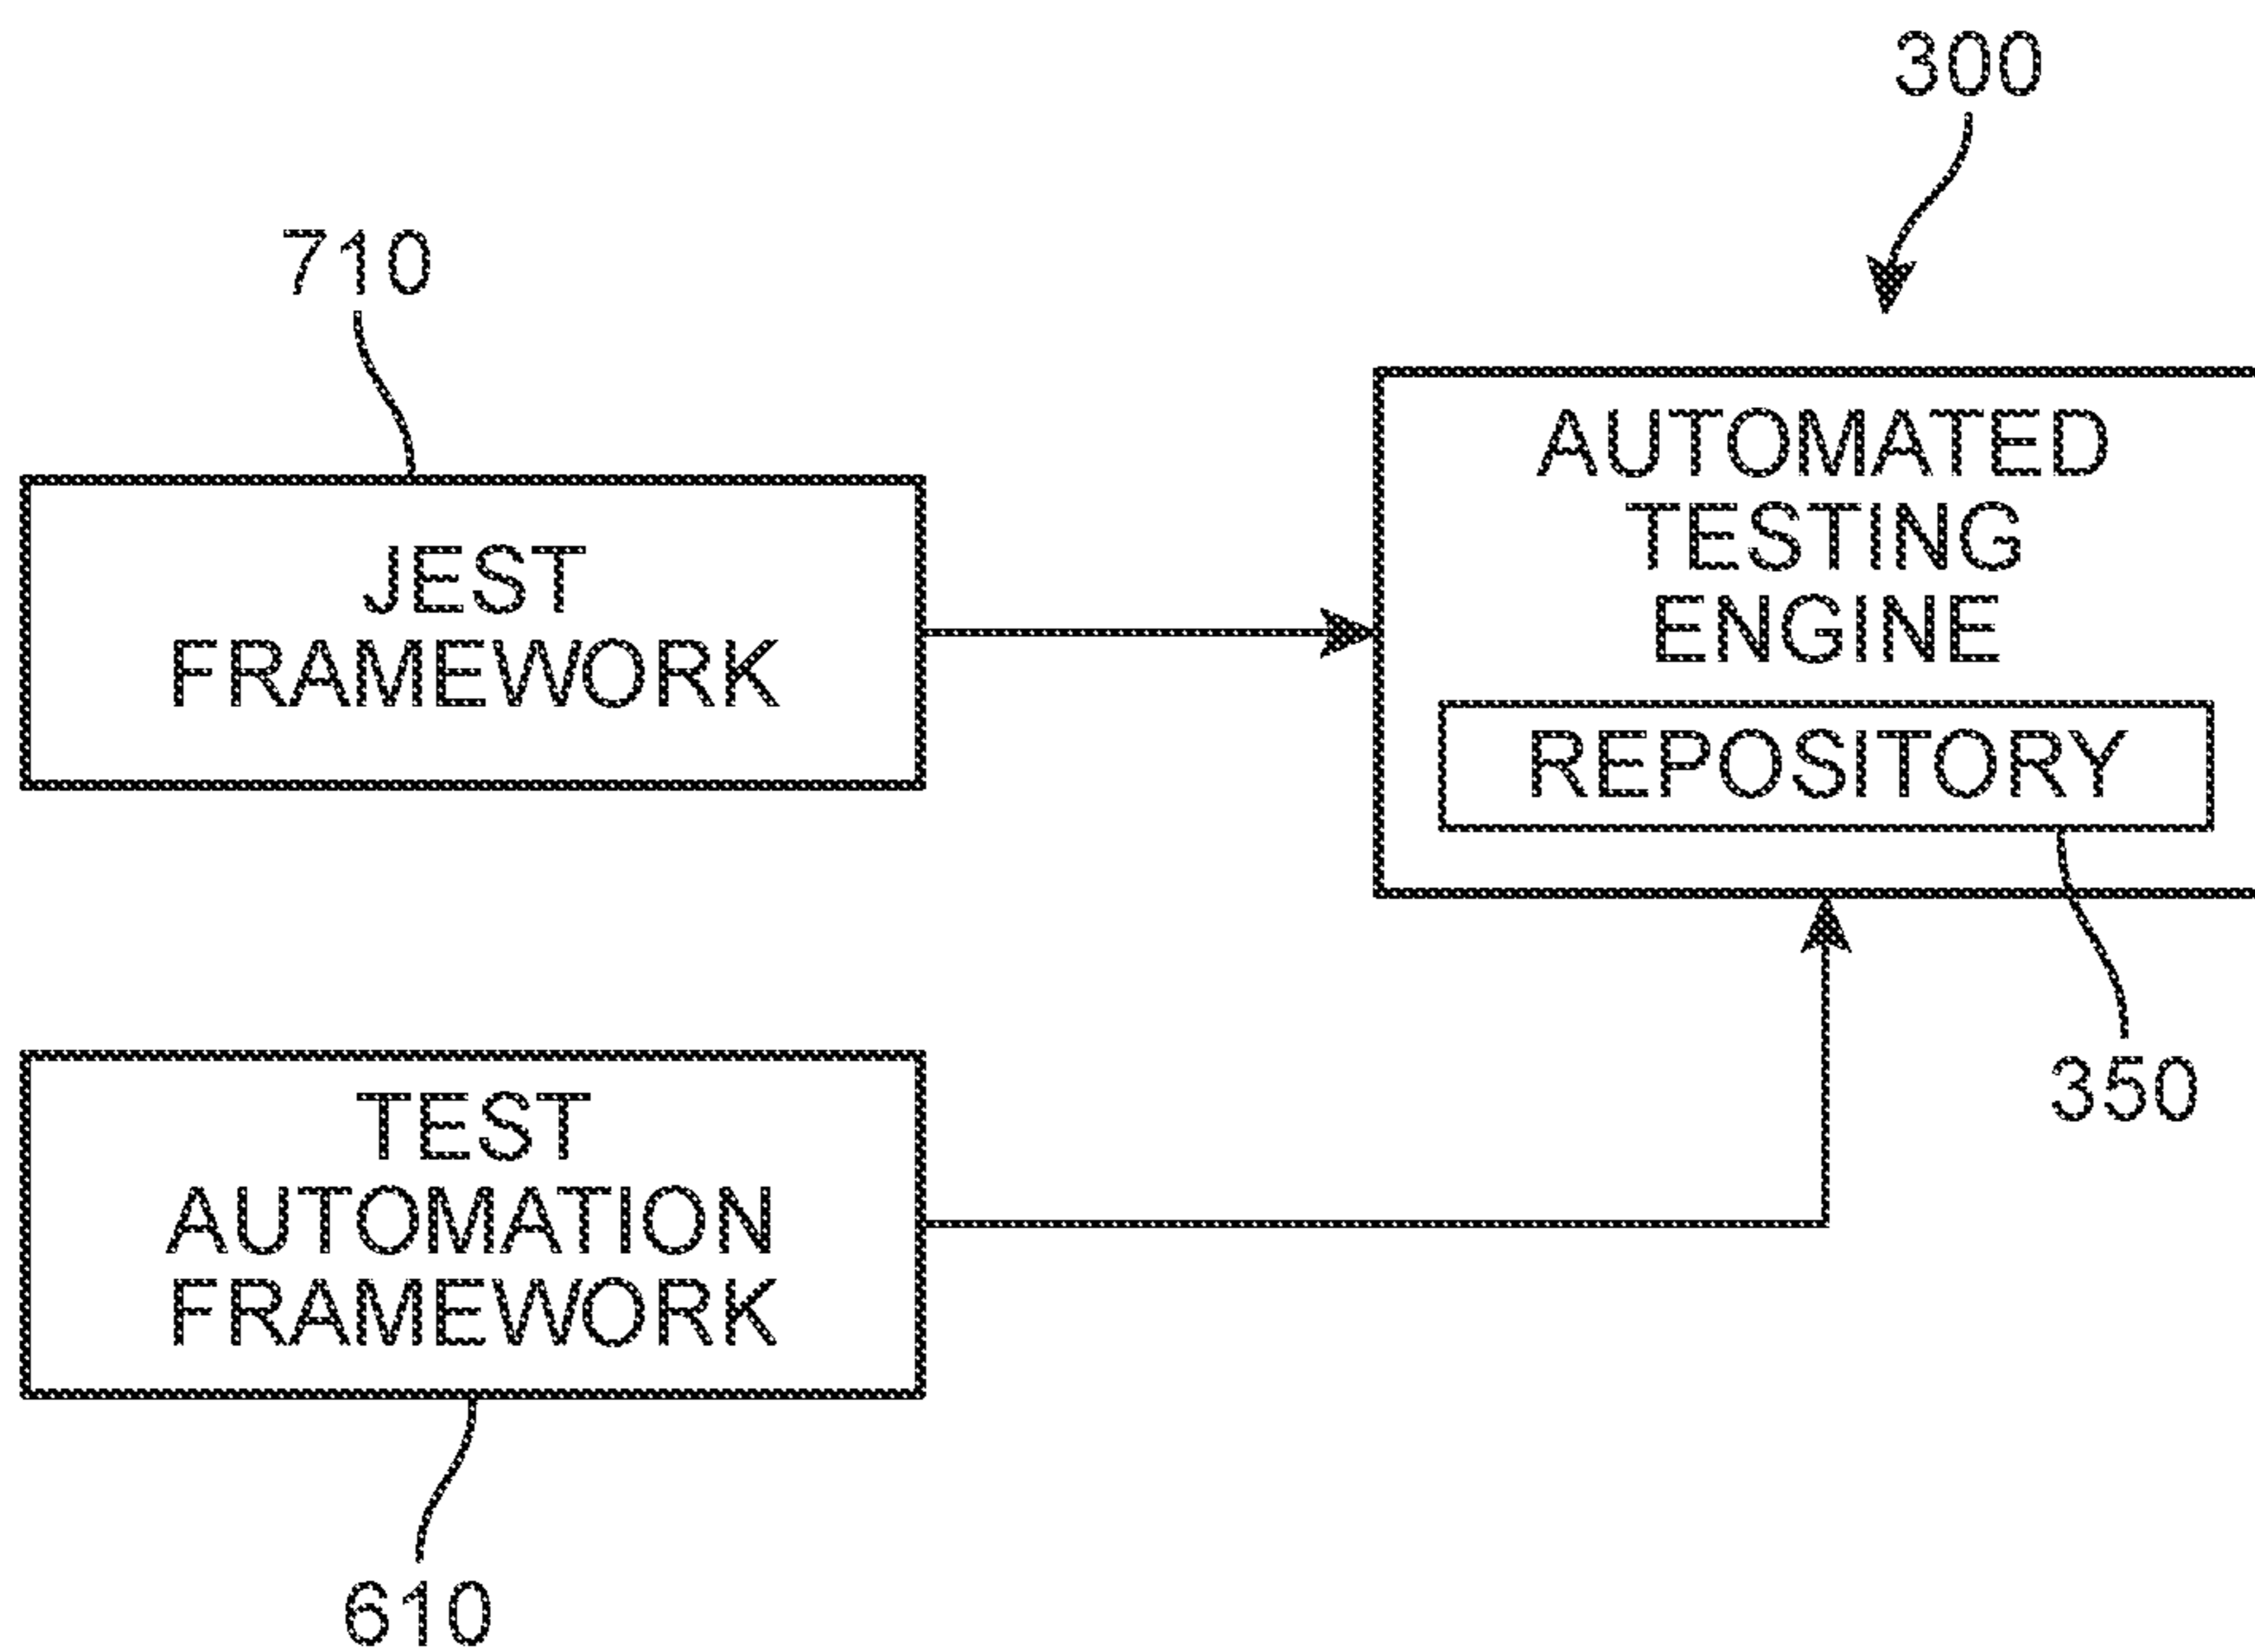 300
710
AUTOMATED
TESTING
ENGINE
JEST
FRAMEWORK
REPOSITORY
350
TEST
AUTOMATION
FRAMEWORK
610